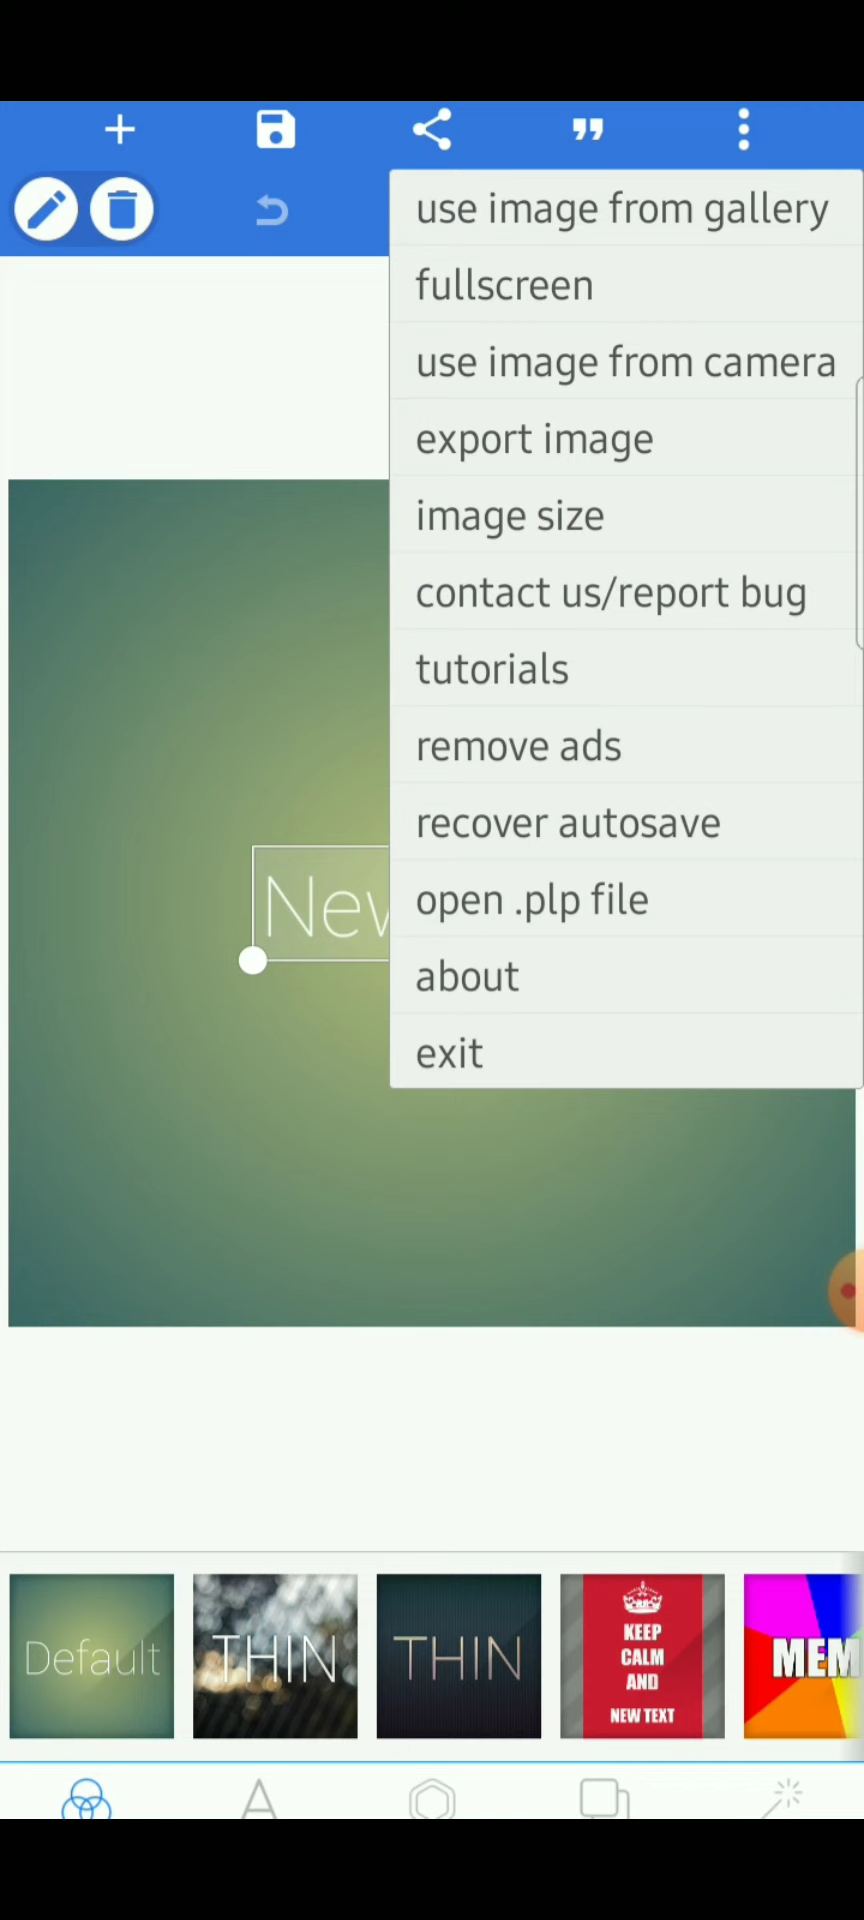 use image from gallery
fullscreen
use image from camera
export image
image size
contact us/report bug
tutorials
remove ads
recover autosave
open .plp file
about
exit
New
Default
THIN
THIN
KEEP
CALM
AND
NEW TEXT
MEM
A